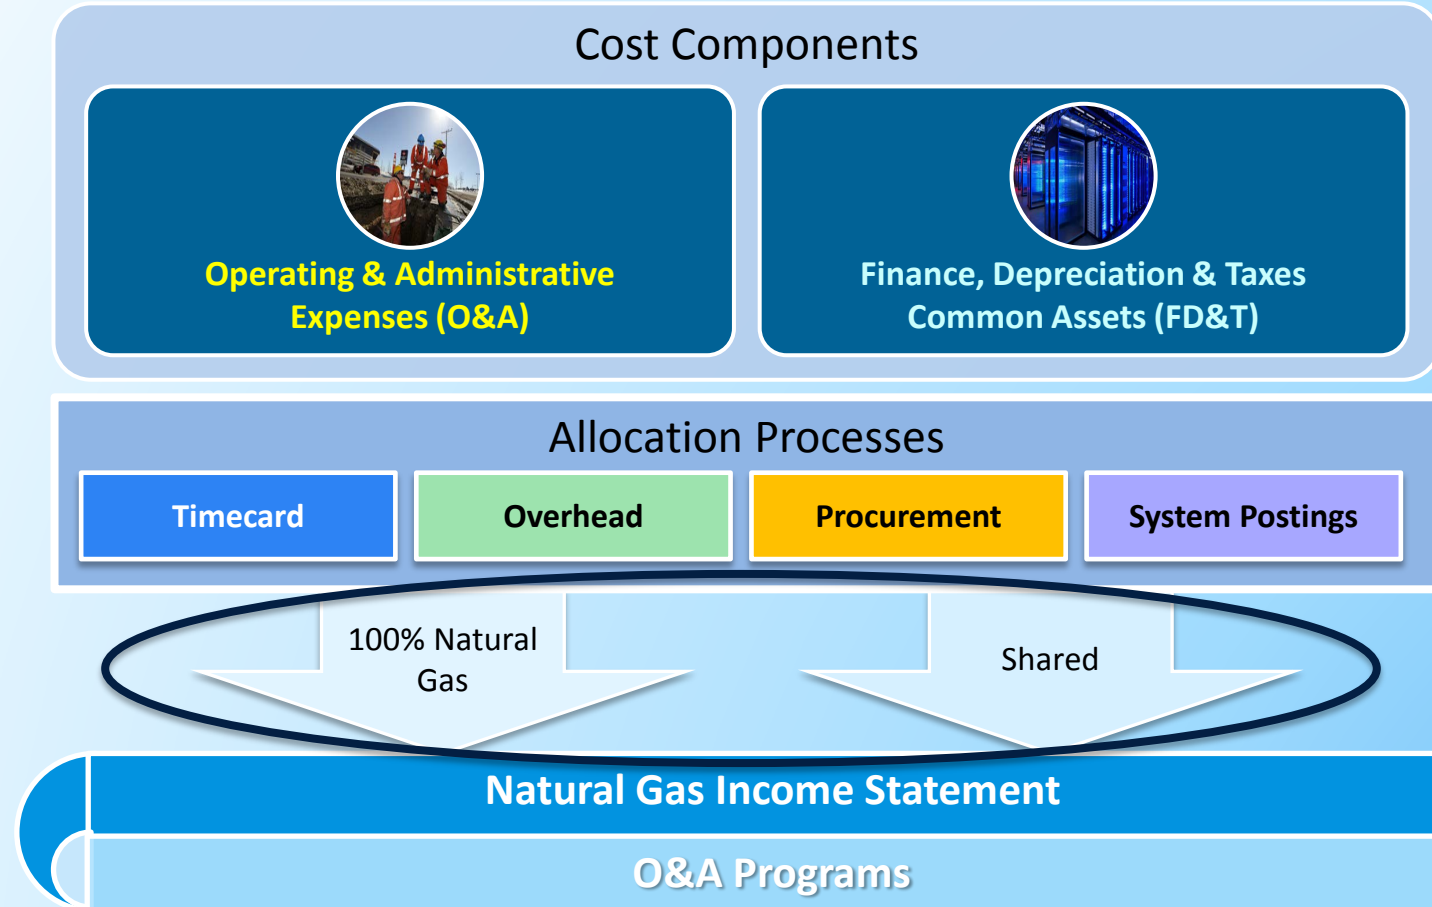 Cost Components
Operating & Administrative
Expenses (O&A)
Finance, Depreciation & Taxes
Common Assets (FD&T)
Allocation Processes
Timecard
Overhead
Procurement
System Postings
100% Natural
Gas
Shared
Natural Gas Income Statement
O&A Programs